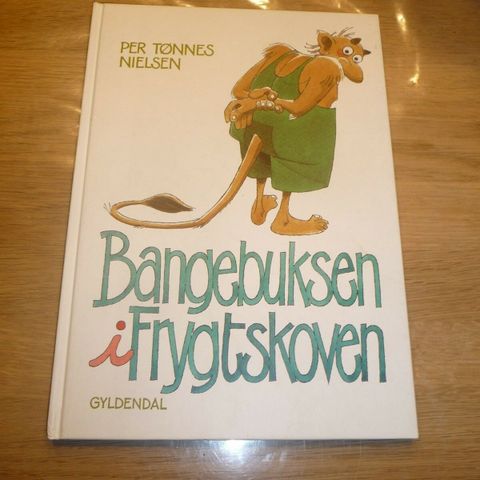 PER TØNNES
NIELSEN
Bangebuksen
i Frygtskoven
GYLDENDAL